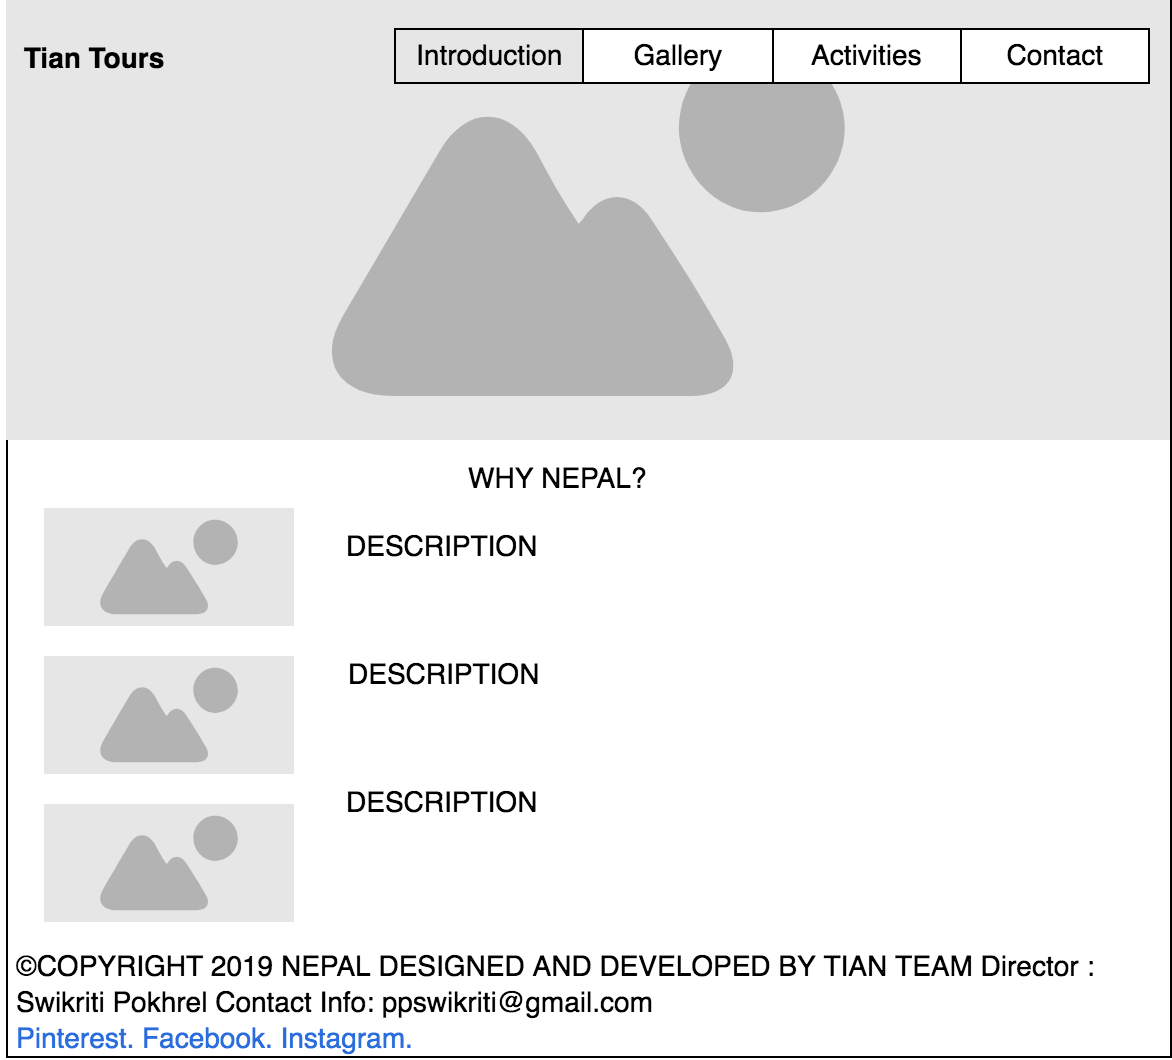 Tian Tours
Introduction
Gallery
Activities
Contact
WHY NEPAL?
DESCRIPTION
DESCRIPTION
DESCRIPTION
©COPYRIGHT 2019 NEPAL DESIGNED AND DEVELOPED BY TIAN TEAM Director :
Swikriti Pokhrel Contact Info: ppswikriti@gmail.com
Pinterest. Facebook. Instagram.